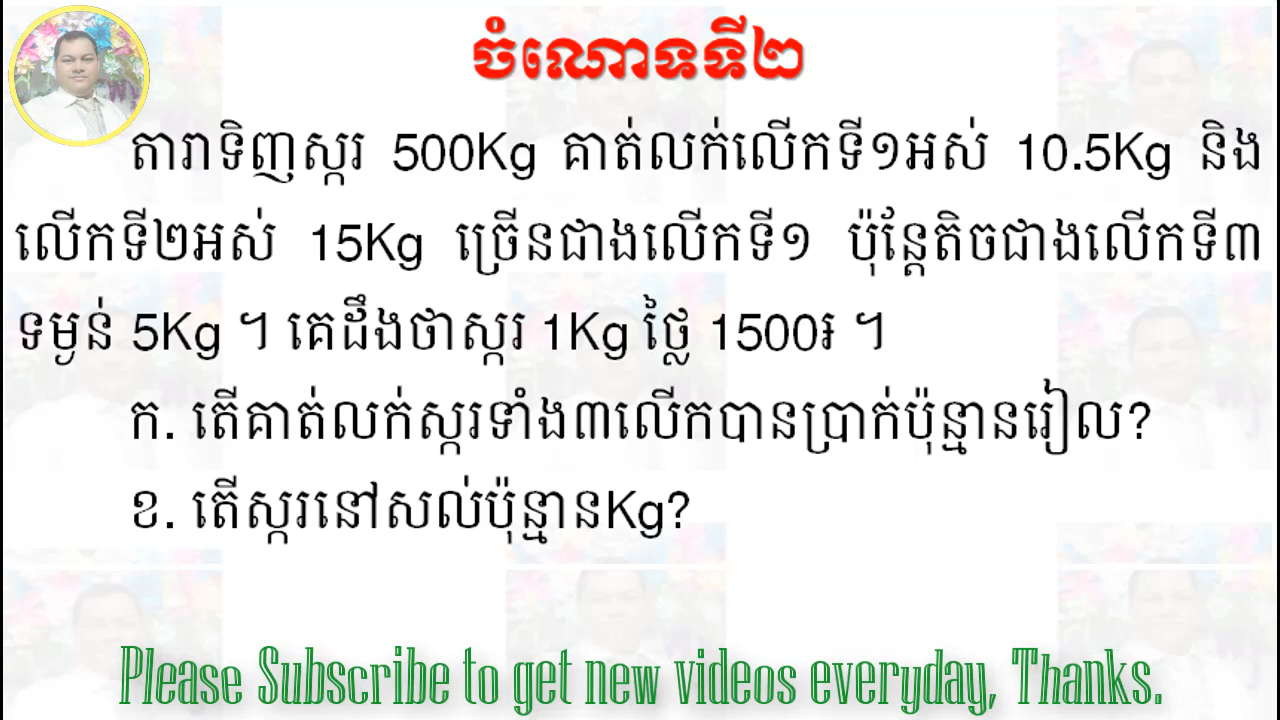 ចំណោទទី២
តារាទិញស្ករ 500Kg គាត់លក់លើកទី១អស់ 10.5Kg និង
លើកទី២អស់ 15Kg ច្រើនជាងលើកទី១ ប៉ុន្តែតិចជាងលើកទី៣
ទម្ងន់ 5Kg ។ គេដឹងថាស្ករ 1Kg ថ្លៃ 1500៛ ។
ក. តើគាត់លក់ស្ករទាំង៣លើកបានប្រាក់ប៉ុន្មានរៀល?
ខ. តើស្ករនៅសល់ប៉ុន្មានKg?
Please Subscribe to get new videos everyday, Thanks.